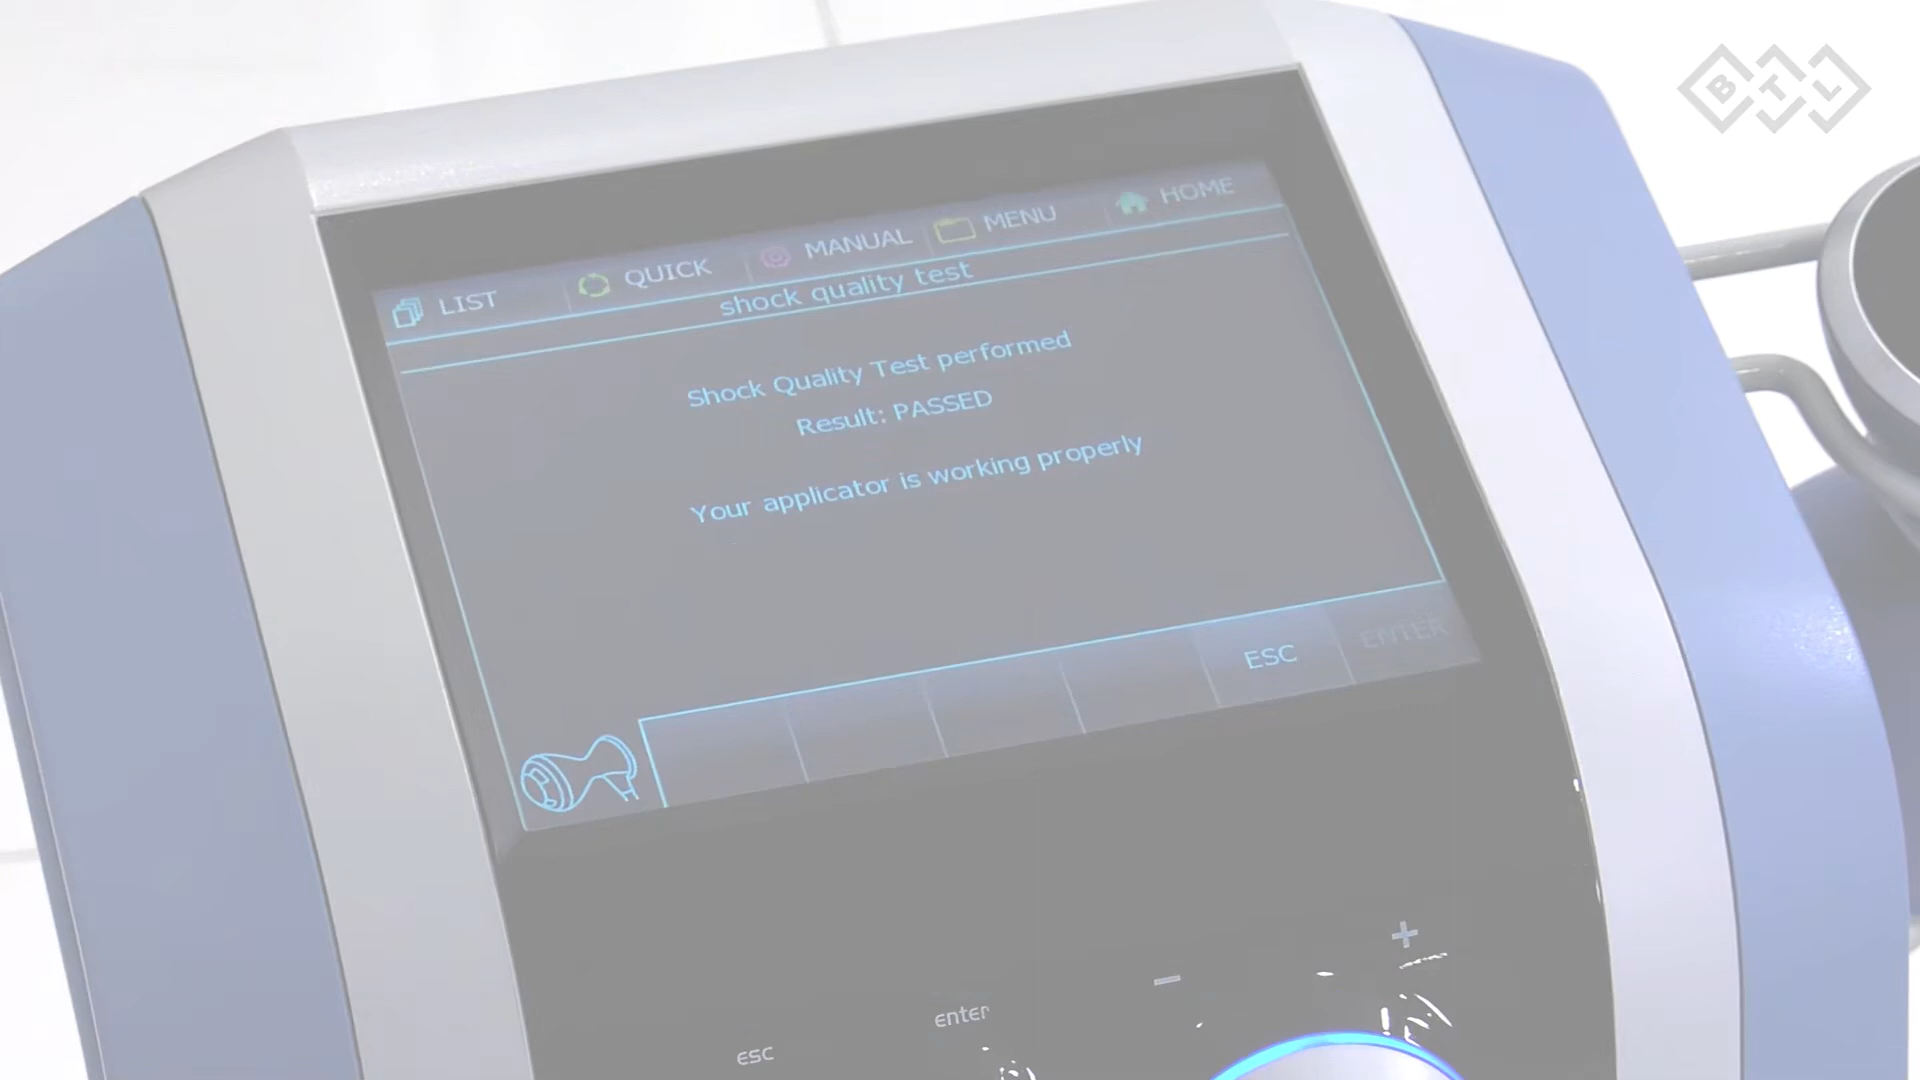 BTL
LIST
QUICK
MANUAL
MENU
HOME
shock quality test
Shock Quality Test performed
Result: PASSED
Your applicator is working properly
ESC
ENTER
+
−
enter
esc